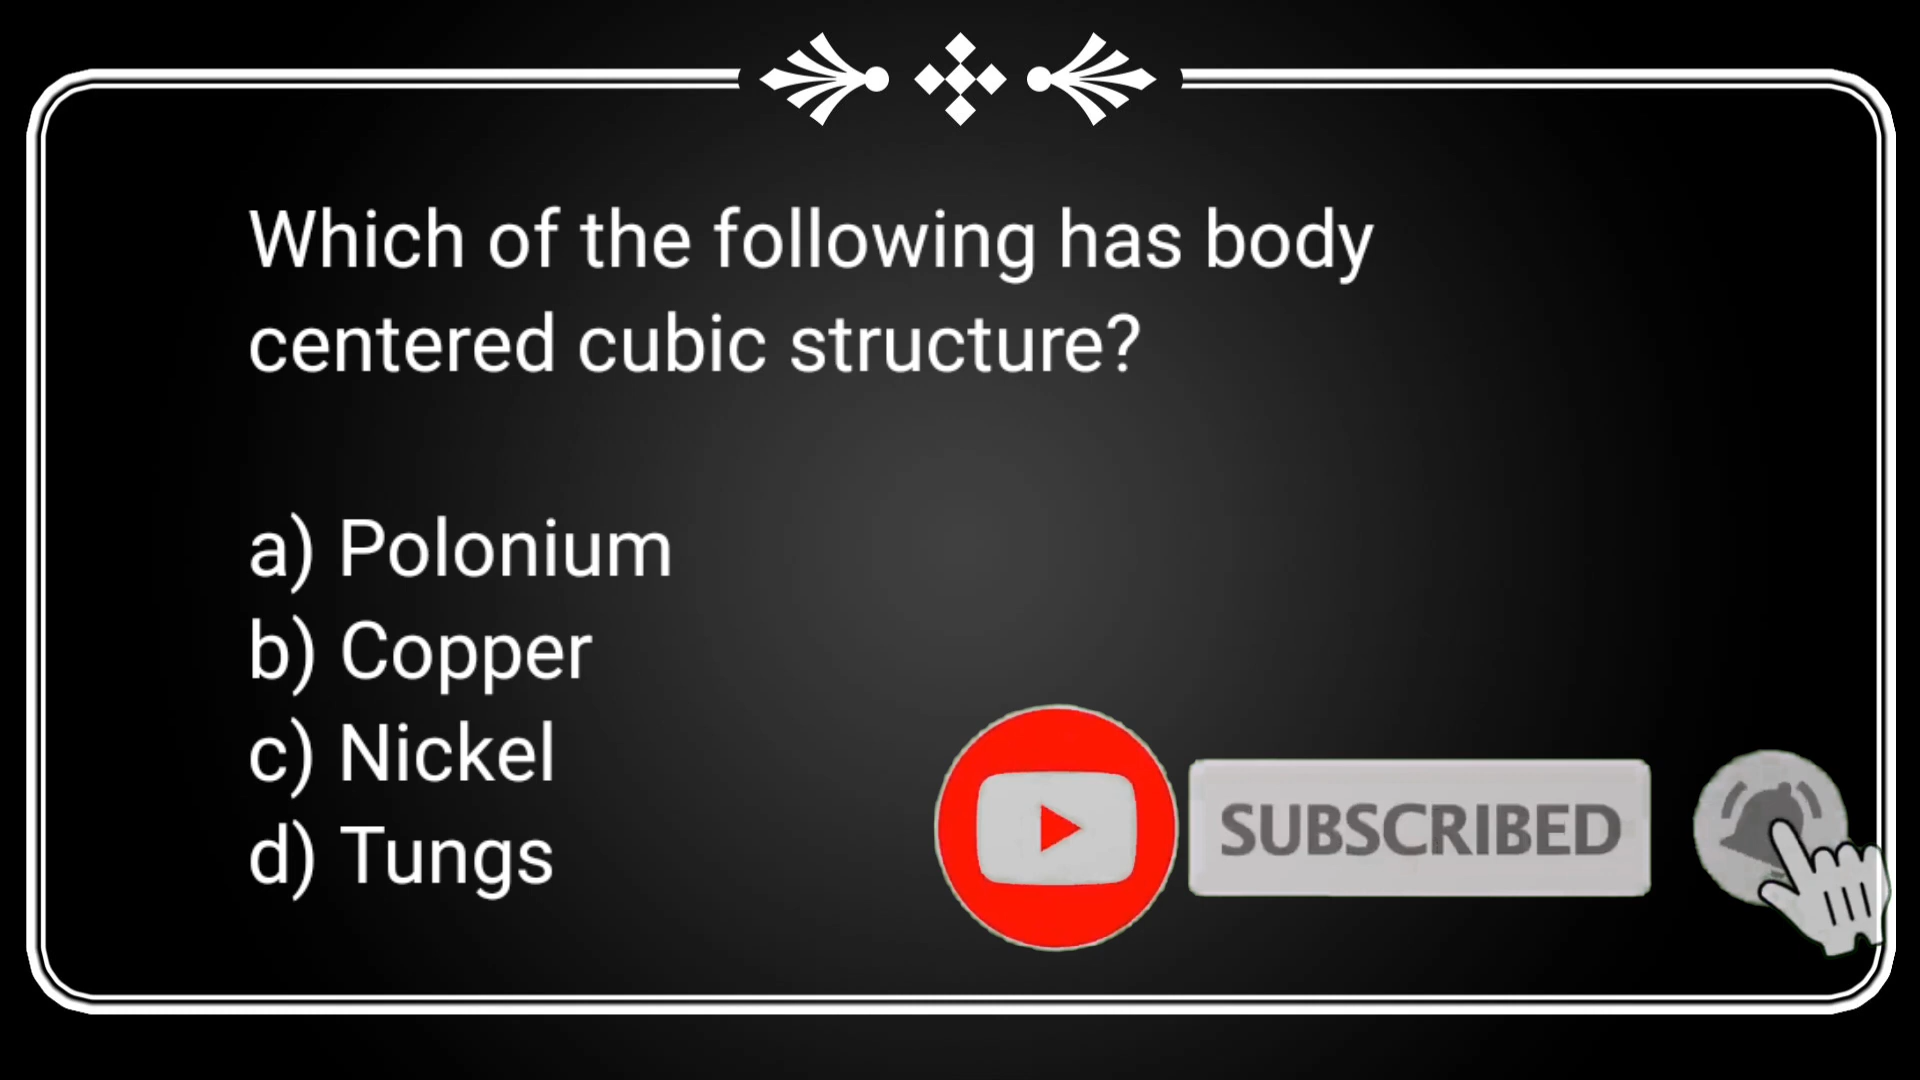 Which of the following has body
centered cubic structure?
a) Polonium
b) Copper
c) Nickel
d) Tungs
SUBSCRIBED